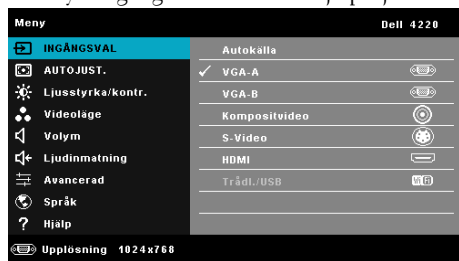 Meny Dell 4220
INGÅNGSVAL Autokälla
AUTOJUST. VGA-A
Ljusstyrka/kontr. VGA-B
Videoläge Kompositvideo
Volym S-Video
Ljudinmatning HDMI
Avancerad Trådl./USB WiFi
Språk
? Hjälp
Upplösning 1024x768